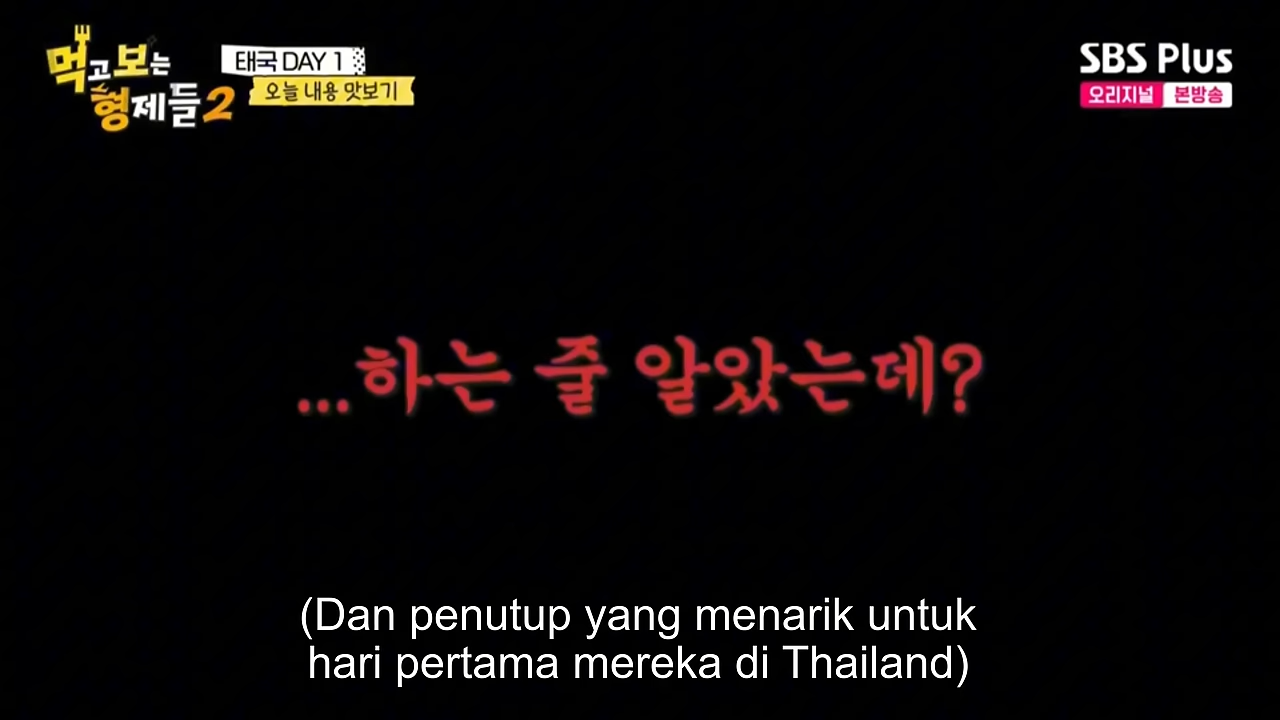 먹고보는
형제들2
태국 DAY 1
오늘 내용 맛보기
SBS Plus
오리지널 본방송
...하는 줄 알았는데?
(Dan penutup yang menarik untuk
hari pertama mereka di Thailand)